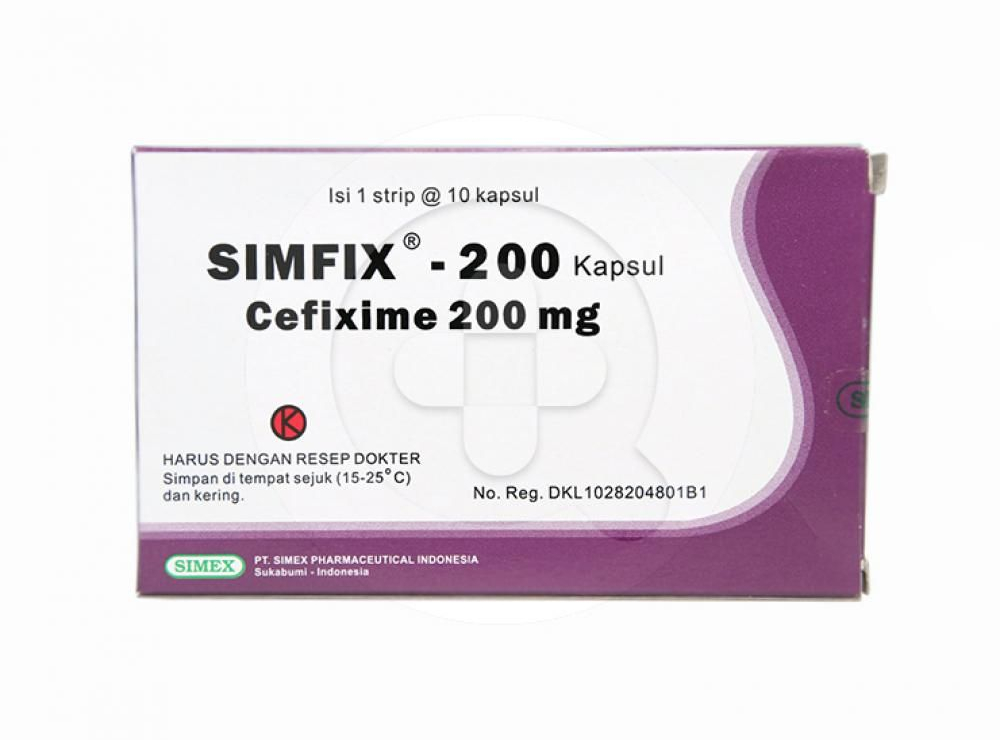 Isi 1 strip @ 10 kapsul
SIMFIX® - 200 Kapsul
Cefixime 200 mg
K
HARUS DENGAN RESEP DOKTER
Simpan di tempat sejuk (15-25°C)
dan kering.
No. Reg. DKL1028204801B1
SIMEX
PT. SIMEX PHARMACEUTICAL INDONESIA
Sukabumi - Indonesia